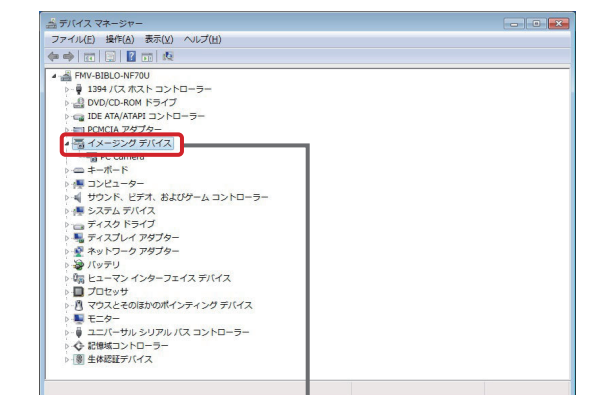 デバイス マネージャー
ファイル(F) 操作(A) 表示(V) ヘルプ(H)
FMV-BIBLO-NF70U
1394 バス ホスト コントローラー
DVD/CD-ROM ドライブ
IDE ATA/ATAPI コントローラー
PCMCIA アダプター
イメージング デバイス
PC Camera
キーボード
コンピューター
サウンド、ビデオ、およびゲーム コントローラー
システム デバイス
ディスク ドライブ
ディスプレイ アダプター
ネットワーク アダプター
バッテリ
ヒューマン インターフェイス デバイス
プロセッサ
マウスとそのほかのポインティング デバイス
モニター
ユニバーサル シリアル バス コントローラー
記憶域コントローラー
生体認証デバイス